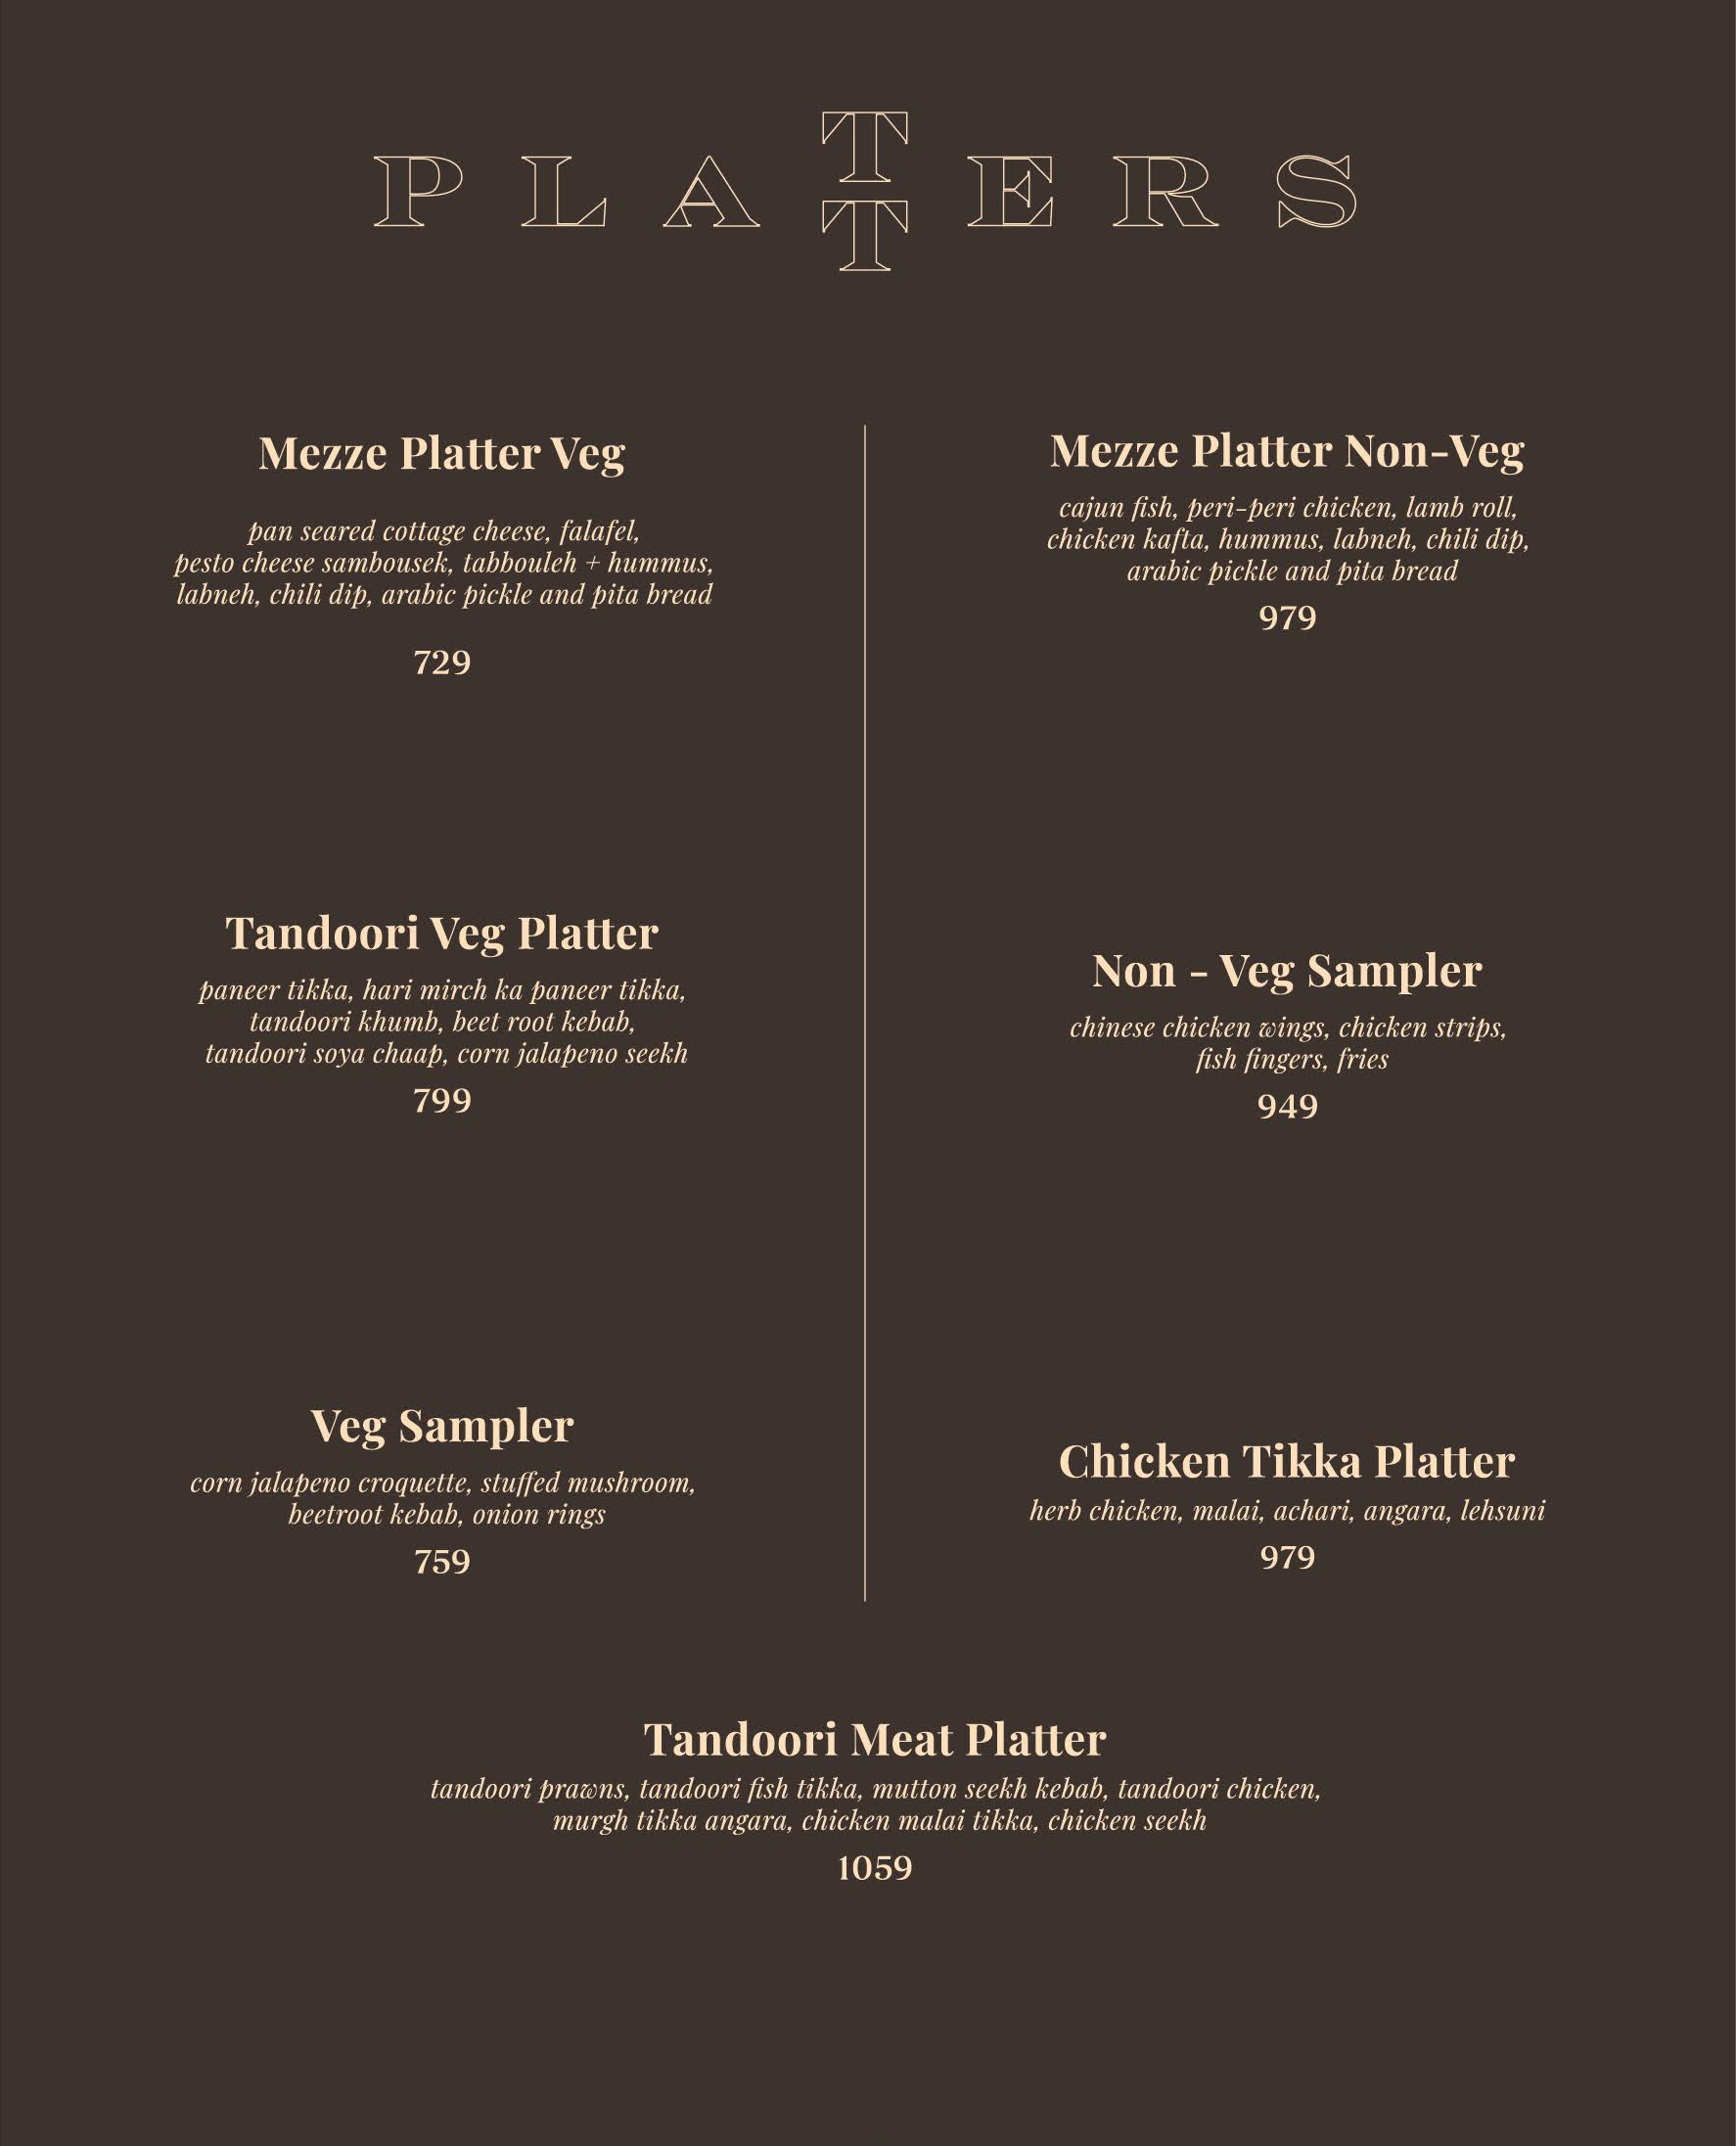 PLATTERS
Mezze Platter Veg
pan seared cottage cheese, falafel,
pesto cheese sambousek, tabbouleh + hummus,
labneh, chili dip, arabic pickle and pita bread
729
Tandoori Veg Platter
paneer tikka, hari mirch ka paneer tikka,
tandoori khumb, beet root kebab,
tandoori soya chaap, corn jalapeno seekh
799
Veg Sampler
corn jalapeno croquette, stuffed mushroom,
beetroot kebab, onion rings
759
Mezze Platter Non-Veg
cajun fish, peri-peri chicken, lamb roll,
chicken kafta, hummus, labneh, chili dip,
arabic pickle and pita bread
979
Non - Veg Sampler
chinese chicken wings, chicken strips,
fish fingers, fries
949
Chicken Tikka Platter
herb chicken, malai, achari, angara, lehsuni
979
Tandoori Meat Platter
tandoori prawns, tandoori fish tikka, mutton seekh kebab, tandoori chicken,
murgh tikka angara, chicken malai tikka, chicken seekh
1059